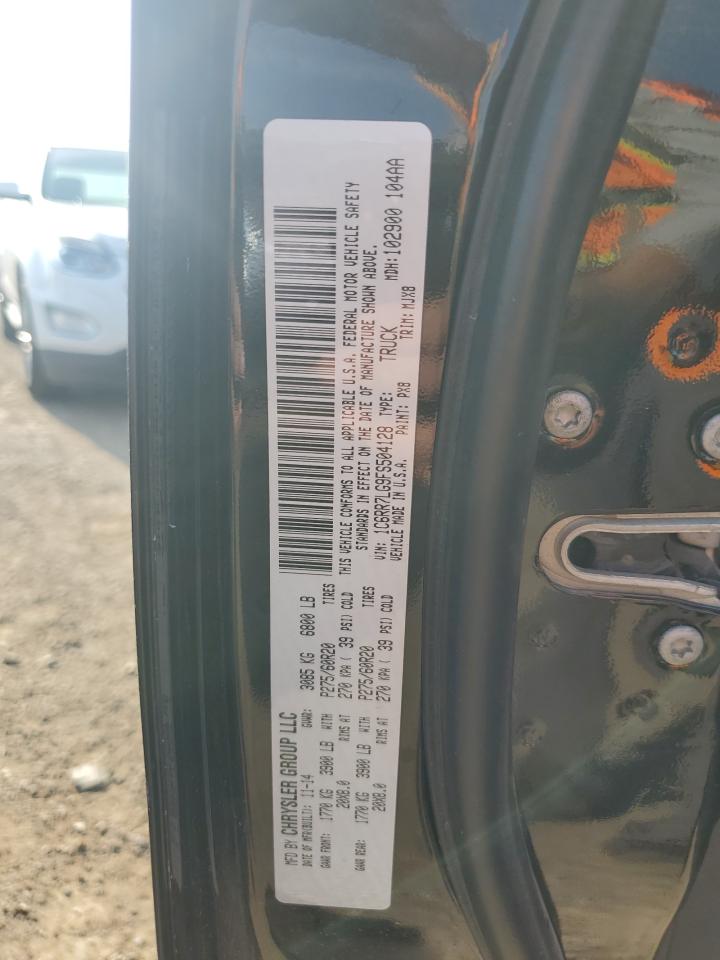 MFD BY CHRYSLER GROUP LLC
DATE OF MFR(BUILT): 11-14 GVWR: 3085 KG 6800 LB
GAWR FRONT: 1770 KG 3900 LB WITH P275/60R20 TIRES
20X8.0 RIMS AT 270 KPA ( 39 PSI) COLD
GAWR REAR: 1770 KG 3900 LB WITH P275/60R20 TIRES
20X8.0 RIMS AT 270 KPA ( 39 PSI) COLD
THIS VEHICLE CONFORMS TO ALL APPLICABLE U.S.A. FEDERAL MOTOR VEHICLE SAFETY
STANDARDS IN EFFECT ON THE DATE OF MANUFACTURE SHOWN ABOVE.
VIN: 1C6RR7LG9FS504128 TYPE: TRUCK MDH:102900 104AA
VEHICLE MADE IN U.S.A. PAINT: PX8 TRIM: MJX8